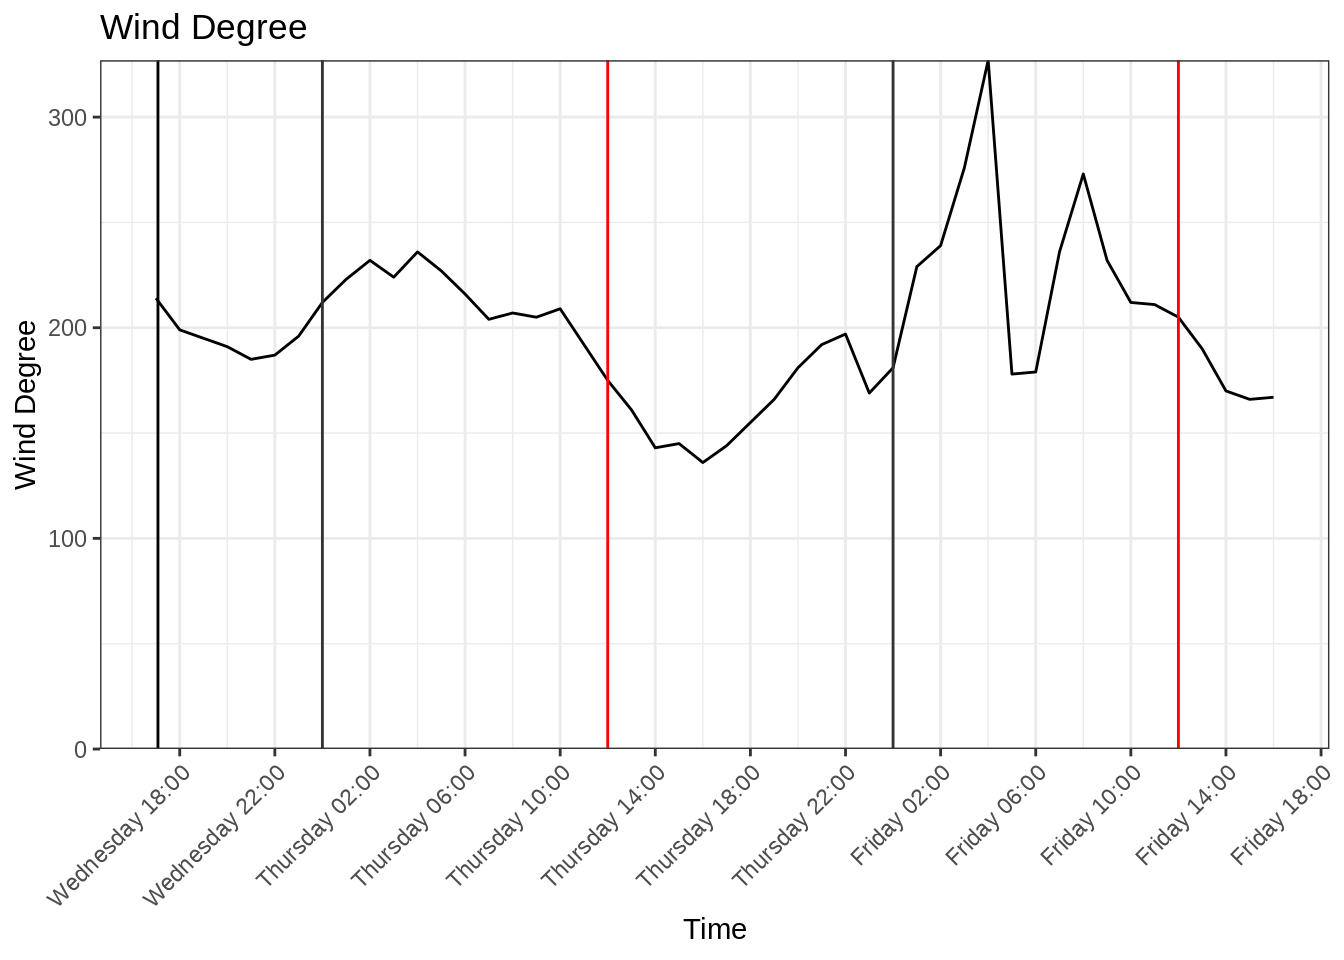 Wind Degree
Wind Degree
300
200
100
0
Wednesday 18:00
Wednesday 22:00
Thursday 02:00
Thursday 06:00
Thursday 10:00
Thursday 14:00
Thursday 18:00
Thursday 22:00
Friday 02:00
Friday 06:00
Friday 10:00
Friday 14:00
Friday 18:00
Time